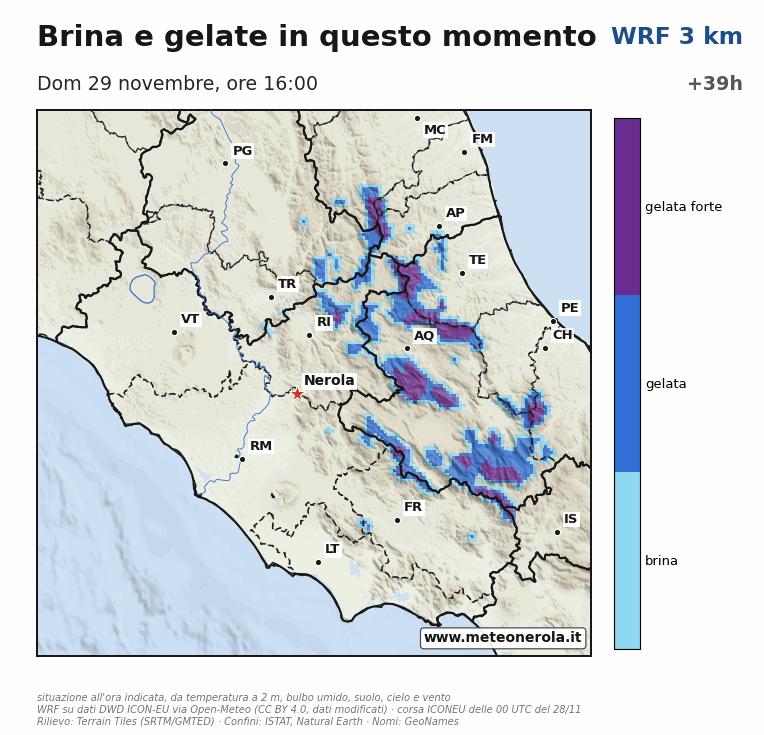 Brina e gelate in questo momento WRF 3 km
Dom 29 novembre, ore 16:00 +39h
MC
FM
PG
AP
TE
TR
PE
VT
RI
AQ
CH
Nerola
RM
FR
IS
LT
gelata forte
gelata
brina
www.meteonerola.it
situazione all'ora indicata, da temperatura a 2 m, bulbo umido, suolo, cielo e vento
WRF su dati DWD ICON-EU via Open-Meteo (CC BY 4.0, dati modificati) · corsa ICONEU delle 00 UTC del 28/11
Rilievo: Terrain Tiles (SRTM/GMTED) · Confini: ISTAT, Natural Earth · Nomi: GeoNames